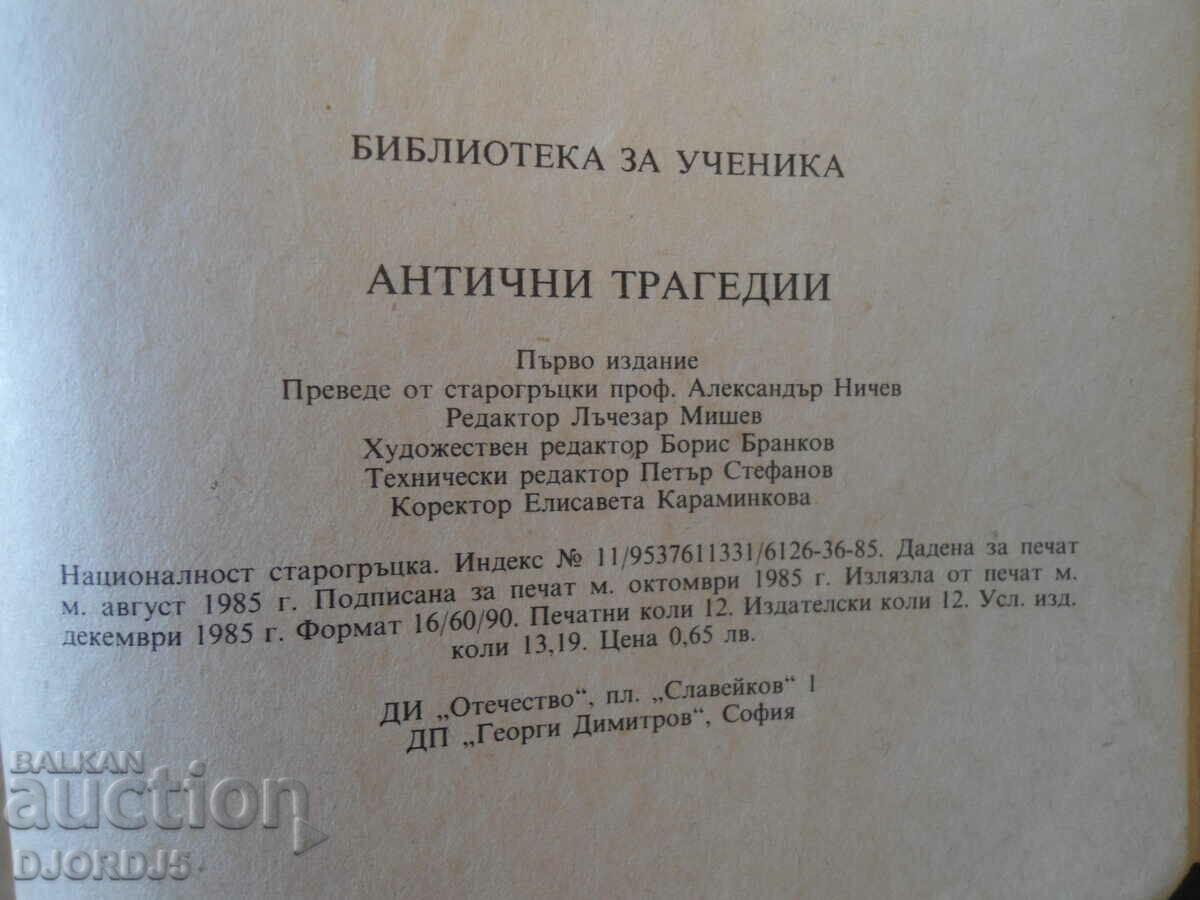 БИБЛИОТЕКА ЗА УЧЕНИКА
АНТИЧНИ ТРАГЕДИИ
Първо издание
Преведе от старогръцки проф. Александър Ничев
Редактор Лъчезар Мишев
Художествен редактор Борис Бранков
Технически редактор Петър Стефанов
Коректор Елисавета Караминкова
Националност старогръцка. Индекс № 11/9537611331/6126-36-85. Дадена за печат
м. август 1985 г. Подписана за печат м. октомври 1985 г. Излязла от печат м.
декември 1985 г. Формат 16/60/90. Печатни коли 12. Издателски коли 12. Усл. изд.
коли 13,19. Цена 0,65 лв.
ДИ „Отечество“, пл. „Славейков“ 1
ДП „Георги Димитров“, София
BALKAN
auction
DJORDJ5